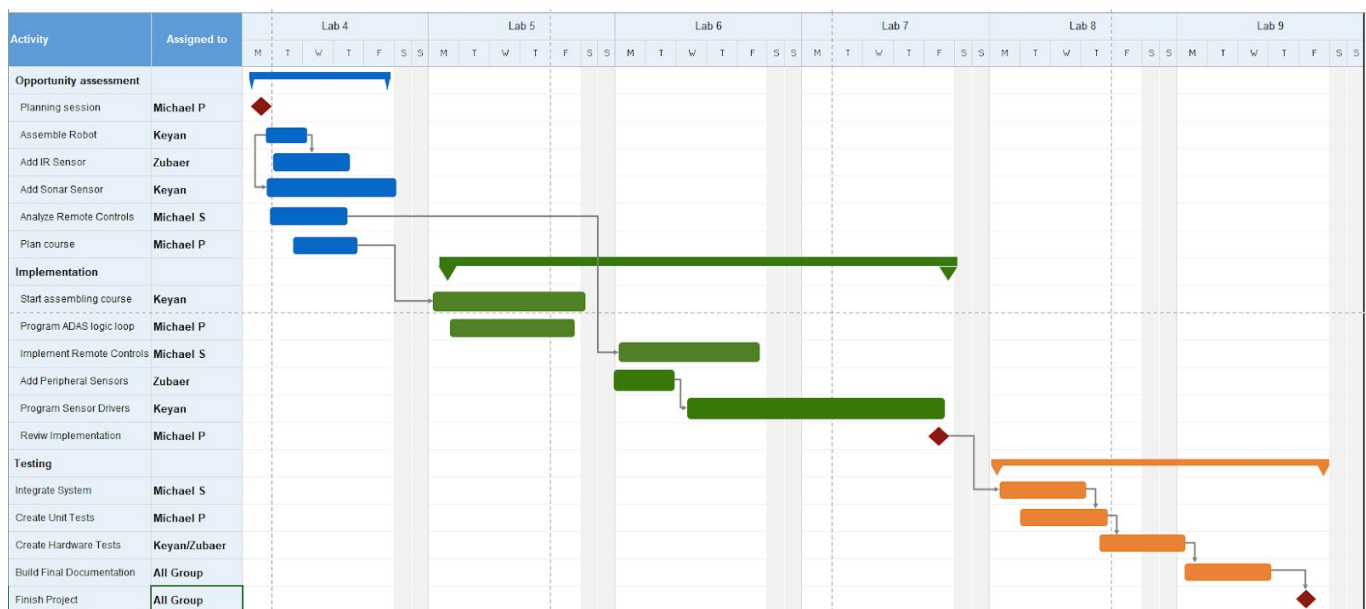 Activity Assigned to Lab 4 Lab 5 Lab 6 Lab 7 Lab 8 Lab 9
M T W T F S S M T W T F S S M T W T F S S M T W T F S S M T W T F S S M T W T F S S
Opportunity assessment
Planning session Michael P
Assemble Robot Keyan
Add IR Sensor Zubaer
Add Sonar Sensor Keyan
Analyze Remote Controls Michael S
Plan course Michael P
Implementation
Start assembling course Keyan
Program ADAS logic loop Michael P
Implement Remote Controls Michael S
Add Peripheral Sensors Zubaer
Program Sensor Drivers Keyan
Reviw Implementation Michael P
Testing
Integrate System Michael S
Create Unit Tests Michael P
Create Hardware Tests Keyan/Zubaer
Build Final Documentation All Group
Finish Project All Group